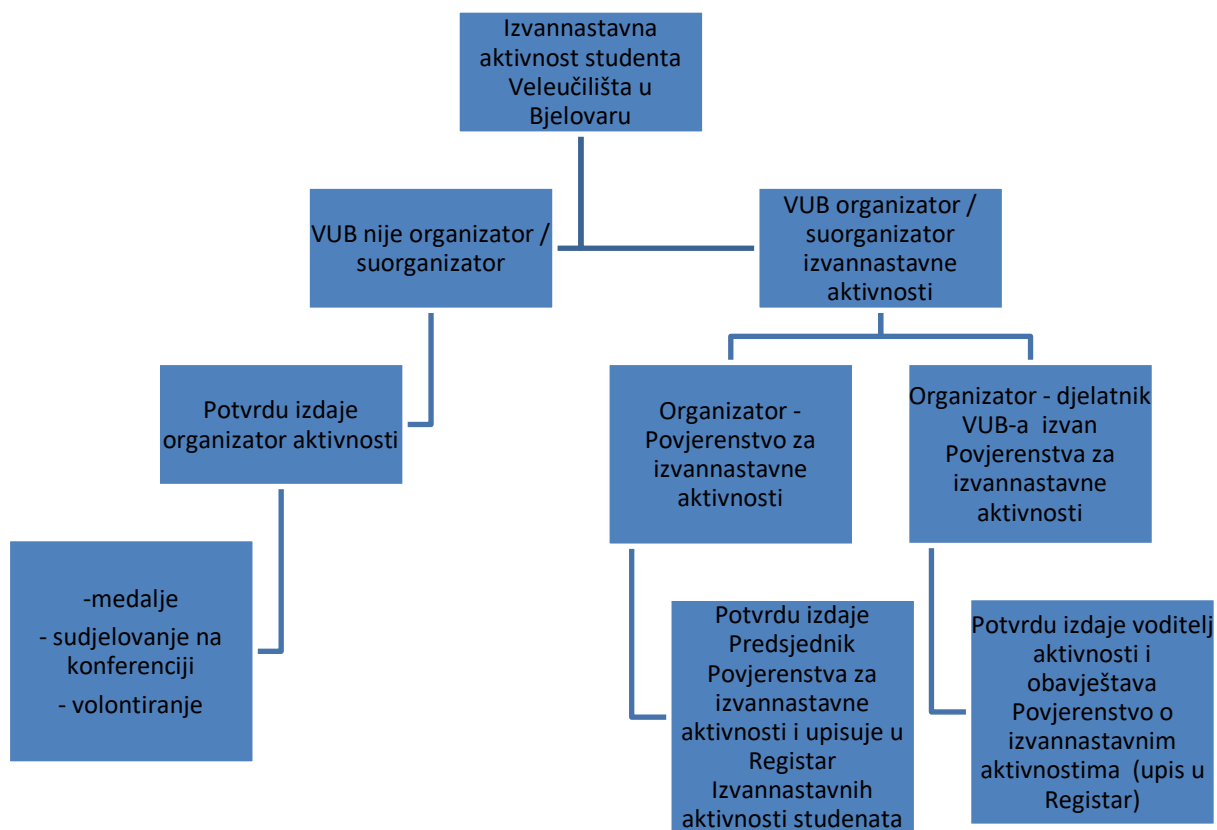 Izvannastavna
aktivnost studenta
Veleučilišta u
Bjelovaru
VUB nije organizator /
suorganizator
VUB organizator /
suorganizator
izvannastavne
aktivnosti
Potvrdu izdaje
organizator aktivnosti
Organizator -
Povjerenstvo za
izvannastavne
aktivnosti
Organizator - djelatnik
VUB-a izvan
Povjerenstva za
izvannastavne
aktivnosti
-medalje
- sudjelovanje na
konferenciji
- volontiranje
Potvrdu izdaje
Predsjednik
Povjerenstva za
izvannastavne
aktivnosti i upisuje u
Registar
Izvannastavnih
aktivnosti studenata
Potvrdu izdaje voditelj
aktivnosti i
obavještava
Povjerenstvo o
izvannastavnim
aktivnostima (upis u
Registar)